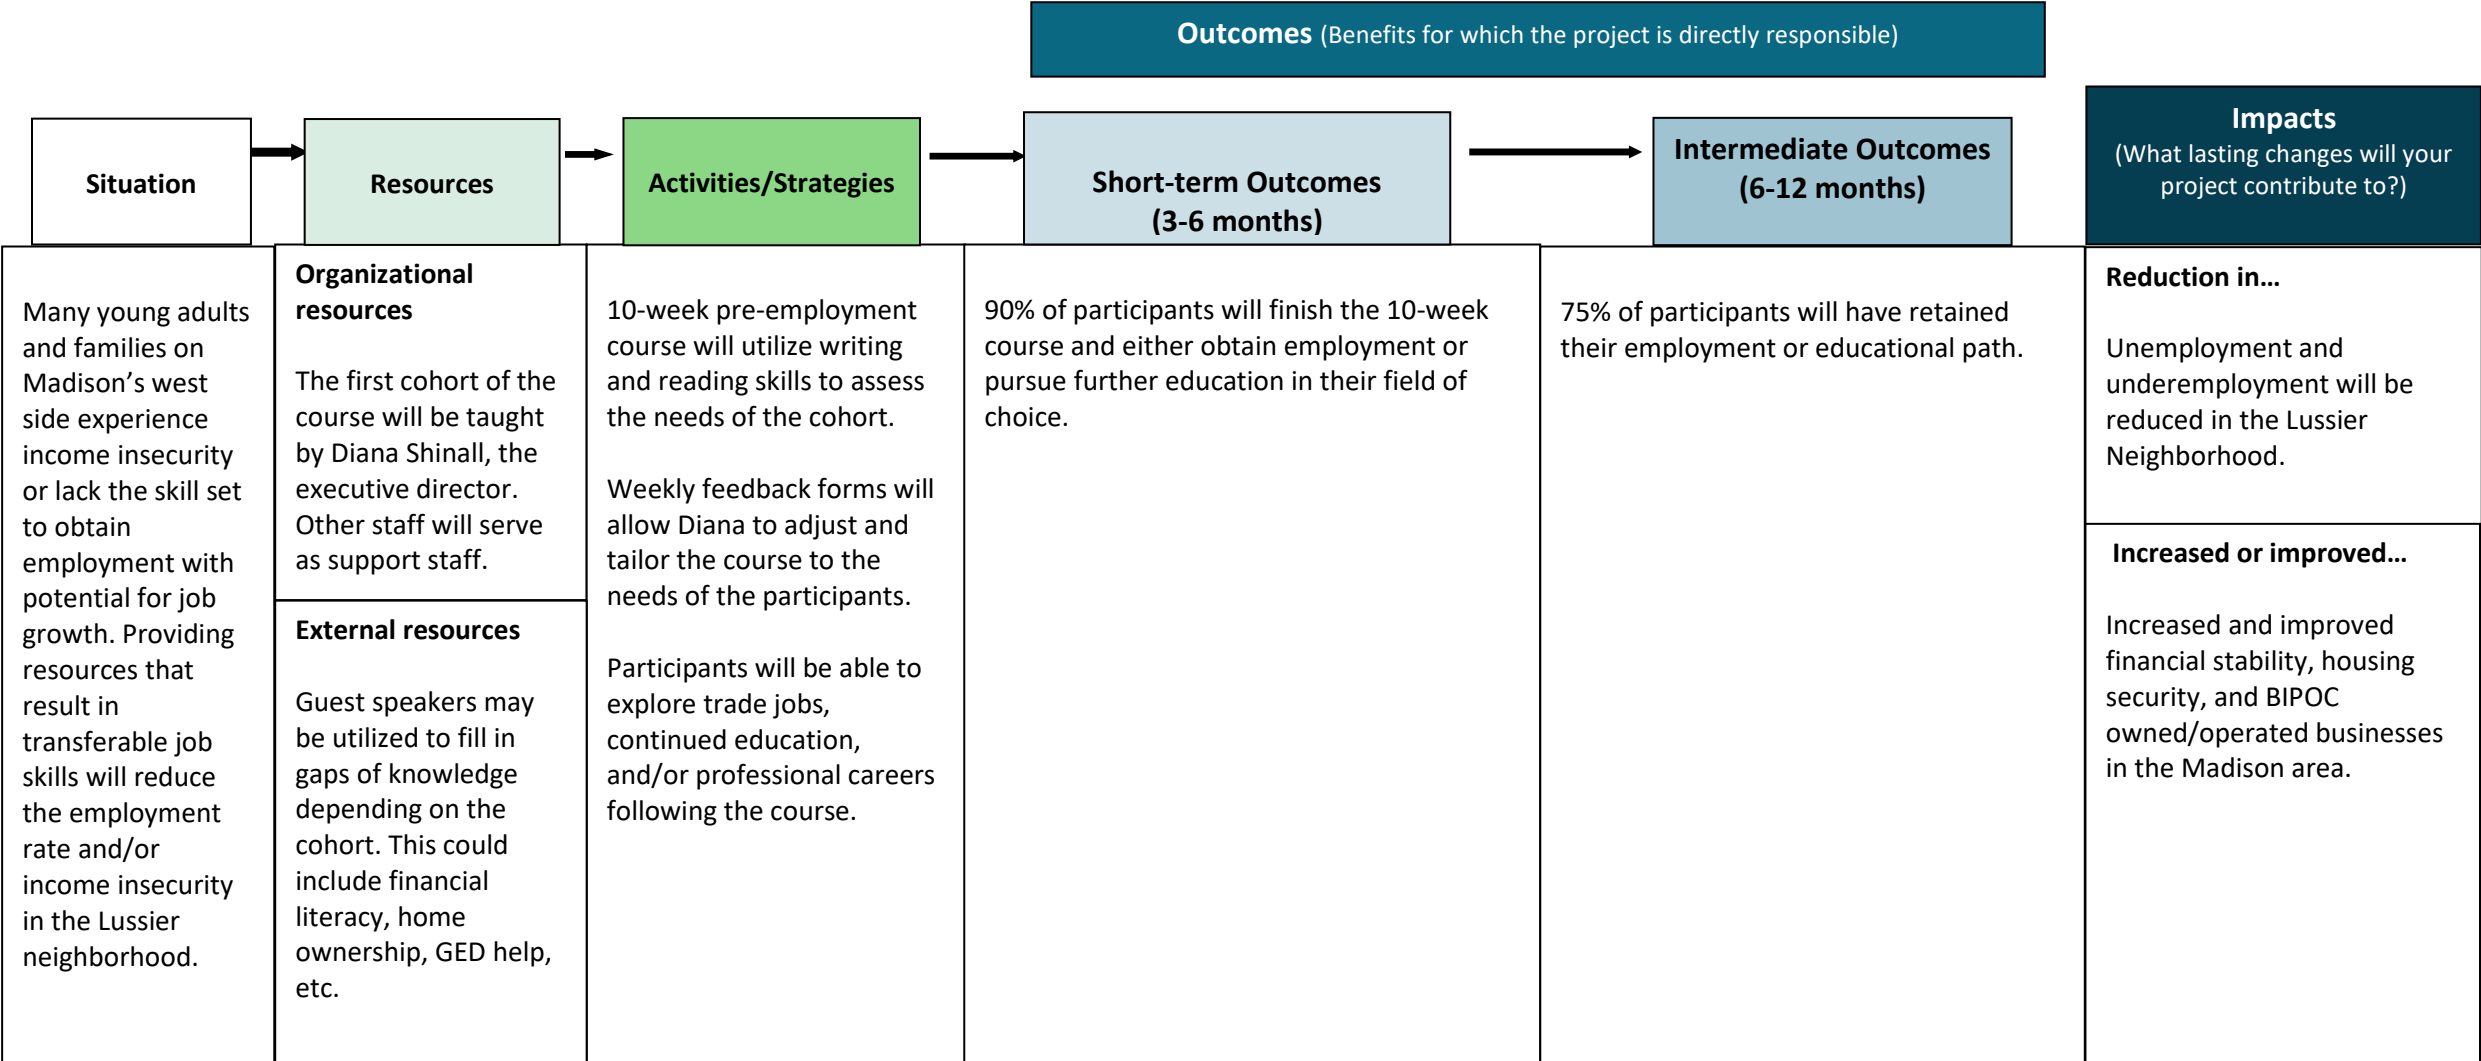 Outcomes (Benefits for which the project is directly responsible)
Situation
Resources
Activities/Strategies
Short-term Outcomes
(3-6 months)
Intermediate Outcomes
(6-12 months)
Impacts
(What lasting changes will your
project contribute to?)
Many young adults
and families on
Madison’s west
side experience
income insecurity
or lack the skill set
to obtain
employment with
potential for job
growth. Providing
resources that
result in
transferable job
skills will reduce
the employment
rate and/or
income insecurity
in the Lussier
neighborhood.
Organizational
resources
The first cohort of the
course will be taught
by Diana Shinall, the
executive director.
Other staff will serve
as support staff.
External resources
Guest speakers may
be utilized to fill in
gaps of knowledge
depending on the
cohort. This could
include financial
literacy, home
ownership, GED help,
etc.
10-week pre-employment
course will utilize writing
and reading skills to assess
the needs of the cohort.
Weekly feedback forms will
allow Diana to adjust and
tailor the course to the
needs of the participants.
Participants will be able to
explore trade jobs,
continued education,
and/or professional careers
following the course.
90% of participants will finish the 10-week
course and either obtain employment or
pursue further education in their field of
choice.
75% of participants will have retained
their employment or educational path.
Reduction in…
Unemployment and
underemployment will be
reduced in the Lussier
Neighborhood.
Increased or improved…
Increased and improved
financial stability, housing
security, and BIPOC
owned/operated businesses
in the Madison area.